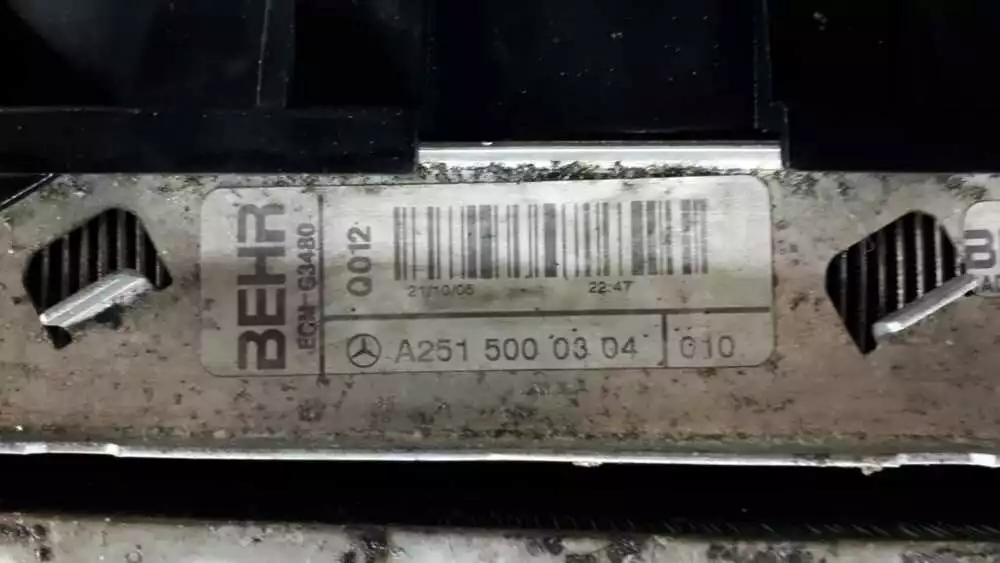 BEHR
ECM-G3480
Q012
21/10/05
22:47
A251 500 03 04
010